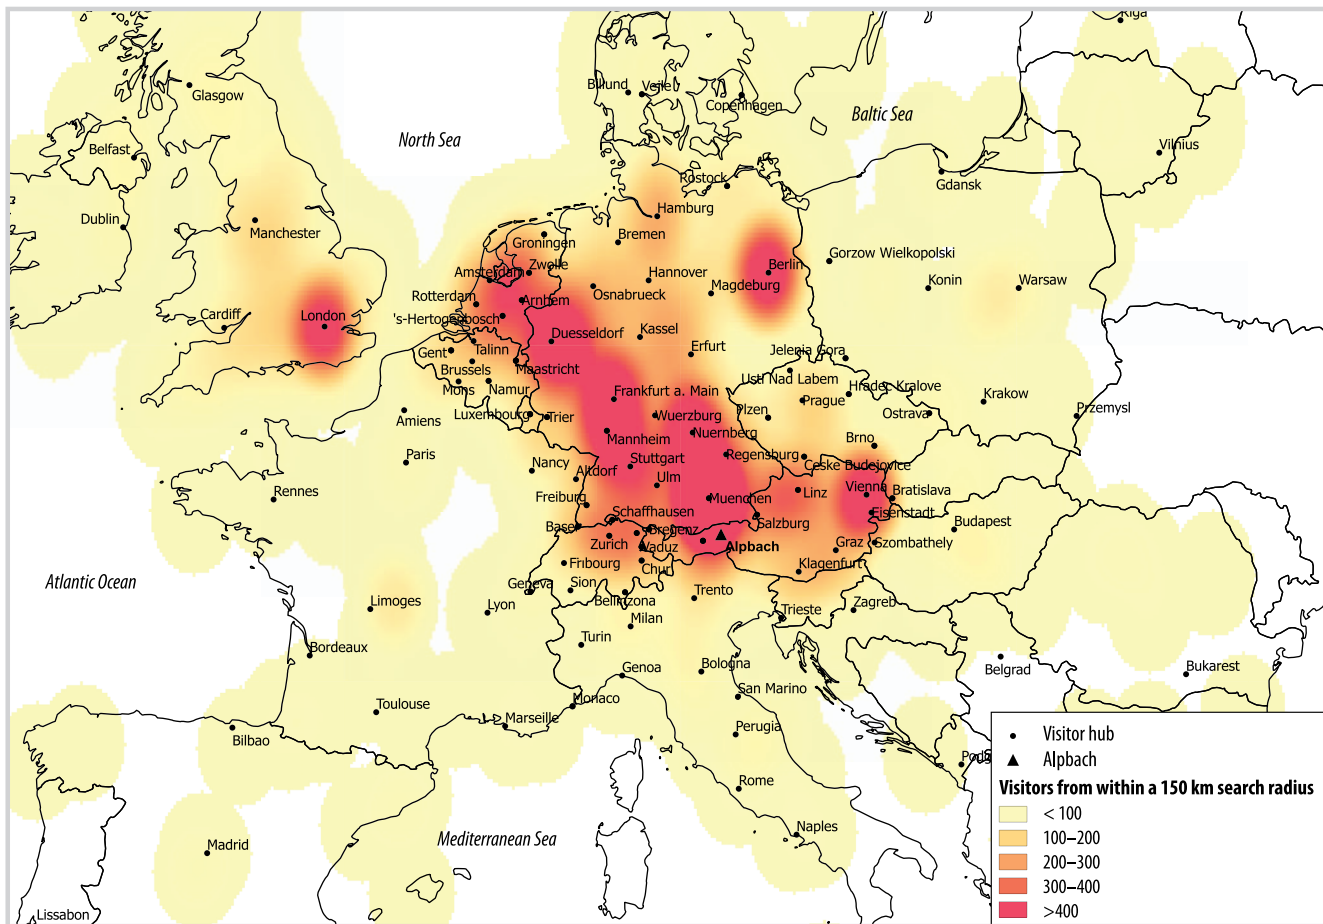 Riga
Glasgow
Billund
Vejle
Copenhagen
North Sea
Baltic Sea
Belfast
Vilnius
Rostock
Gdansk
Dublin
Hamburg
Manchester
Groningen
Bremen
Gorzow Wielkopolski
Amsterdam
Zwolle
Hannover
Berlin
Konin
Warsaw
Rotterdam
Arnhem
Osnabrueck
Magdeburg
Cardiff
London
's-Hertogenbosch
Duesseldorf
Kassel
Gent
Talinn
Erfurt
Jelenia Gora
Brussels
Maastricht
Usti Nad Labem
Mons
Namur
Frankfurt a. Main
Hradec Kralove
Krakow
Amiens
Luxembourg
Trier
Wuerzburg
Plzen
Prague
Ostrava
Przemysl
Mannheim
Nuernberg
Brno
Paris
Nancy
Stuttgart
Regensburg
Ceske Budejovice
Altdorf
Ulm
Rennes
Freiburg
Muenchen
Linz
Vienna
Bratislava
Schaffhausen
Eisenstadt
Basel
Bregenz
Salzburg
Budapest
Zurich
Vaduz
Alpbach
Graz
Szombathely
Fribourg
Chur
Klagenfurt
Atlantic Ocean
Geneva
Sion
Limoges
Lyon
Bellinzona
Trento
Trieste
Zagreb
Milan
Turin
Bordeaux
Genoa
Bologna
Belgrad
Bukarest
San Marino
Monaco
Toulouse
Marseille
Perugia
Bilbao
Rome
Mediterranean Sea
Naples
Madrid
Lissabon
Visitor hub
Alpbach
Visitors from within a 150 km search radius
< 100
100–200
200–300
300–400
>400